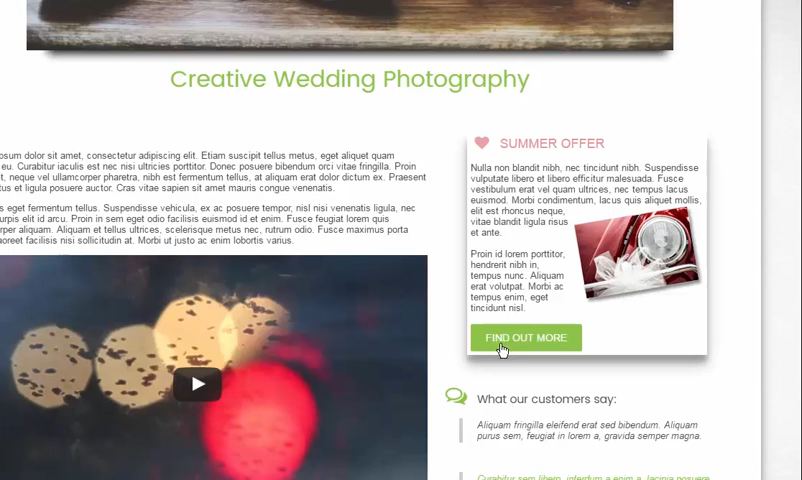 Creative Wedding Photography
psum dolor sit amet, consectetur adipiscing elit. Etiam suscipit tellus metus, eget aliquet quam
eu. Curabitur iaculis est nec nisi ultricies porttitor. Donec posuere bibendum orci vitae fringilla. Proin
sem, neque vel ullamcorper pharetra, nibh est fermentum tellus, at aliquam erat dolor dictum ex. Praesent
tus et ligula posuere auctor. Cras vitae sapien sit amet mauris congue venenatis.
s eget fermentum tellus. Suspendisse vehicula, ex ac posuere tempor, nisl nisi venenatis ligula, nec
urpis elit id arcu. Proin in sem eget odio facilisis euismod id et enim. Fusce feugiat lorem quis
rper aliquam. Aliquam et tellus ultrices, scelerisque metus nec, rutrum odio. Fusce maximus porta
aoreet facilisis nisi sollicitudin at. Morbi ut justo ac enim lobortis varius.
SUMMER OFFER
Nulla non blandit nibh, nec tincidunt nibh. Suspendisse
vulputate libero et libero efficitur malesuada. Fusce
vestibulum erat vel quam ultrices, nec tempus lacus
euismod. Morbi condimentum, lacus quis aliquet mollis,
elit est rhoncus neque,
vitae blandit ligula risus
et ante.
Proin id lorem porttitor,
hendrerit nibh in,
tempus nunc. Aliquam
erat volutpat. Morbi ac
tempus enim, eget
tincidunt nisl.
FIND OUT MORE
What our customers say:
Aliquam fringilla eleifend erat sed bibendum. Aliquam
purus sem, feugiat in lorem a, gravida semper magna.
Curabitur sem libem, interdum a enim a, lacinia posuere